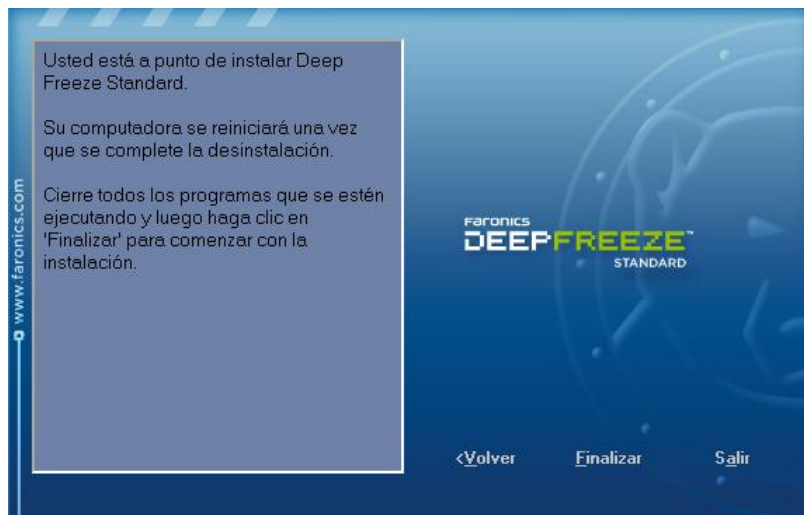 Usted está a punto de instalar Deep
Freeze Standard.
Su computadora se reiniciará una vez
que se complete la desinstalación.
Cierre todos los programas que se estén
ejecutando y luego haga clic en
'Finalizar' para comenzar con la
instalación.
www.faronics.com
Faronics
DEEPFREEZE™
STANDARD
<Volver
Finalizar
Salir